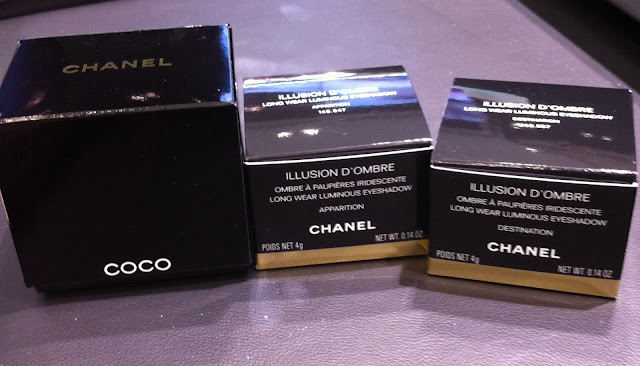 CHANEL
COCO
ILLUSION D'OMBRE
LONG WEAR LUMINOUS EYESHADOW
APPARITION
ILLUSION D'OMBRE
OMBRE À PAUPIÈRES IRIDESCENTE
LONG WEAR LUMINOUS EYESHADOW
APPARITION
CHANEL
POIDS NET 4g NET WT. 0.14 OZ.
ILLUSION D'OMBRE
LONG WEAR LUMINOUS EYESHADOW
DESTINATION
ILLUSION D'OMBRE
OMBRE À PAUPIÈRES IRIDESCENTE
LONG WEAR LUMINOUS EYESHADOW
DESTINATION
CHANEL
POIDS NET 4g NET WT. 0.14 OZ.